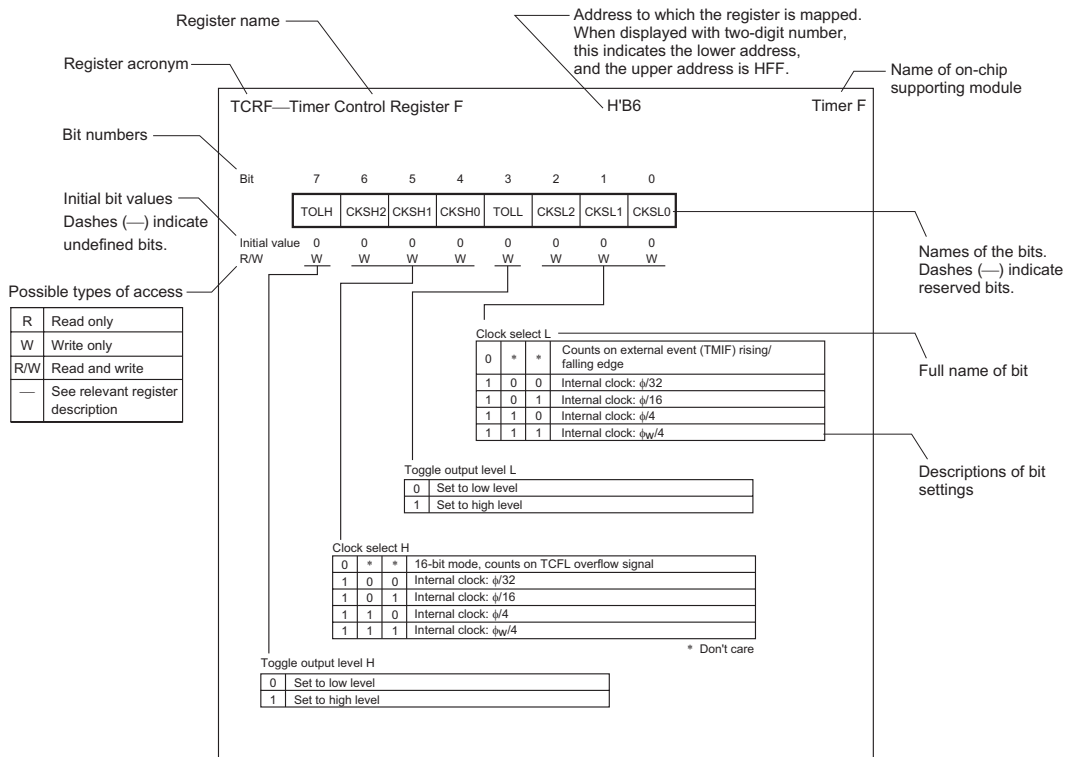 Register name
Address to which the register is mapped.
When displayed with two-digit number,
this indicates the lower address,
and the upper address is HFF.
Register acronym
Name of on-chip
supporting module
TCRF—Timer Control Register F
H'B6
Timer F
Bit numbers
Bit 7 6 5 4 3 2 1 0
Initial bit values
Dashes (—) indicate
undefined bits.
TOLH CKSH2 CKSH1 CKSH0 TOLL CKSL2 CKSL1 CKSL0
Initial value 0 0 0 0 0 0 0 0
R/W W W W W W W W W
Names of the bits.
Dashes (—) indicate
reserved bits.
Possible types of access
R Read only
W Write only
R/W Read and write
— See relevant register
description
Clock select L
0 * * Counts on external event (TMIF) rising/
falling edge
1 0 0 Internal clock: ϕ/32
1 0 1 Internal clock: ϕ/16
1 1 0 Internal clock: ϕ/4
1 1 1 Internal clock: ϕW/4
Full name of bit
Descriptions of bit
settings
Toggle output level L
0 Set to low level
1 Set to high level
Clock select H
0 * * 16-bit mode, counts on TCFL overflow signal
1 0 0 Internal clock: ϕ/32
1 0 1 Internal clock: ϕ/16
1 1 0 Internal clock: ϕ/4
1 1 1 Internal clock: ϕW/4
* Don't care
Toggle output level H
0 Set to low level
1 Set to high level